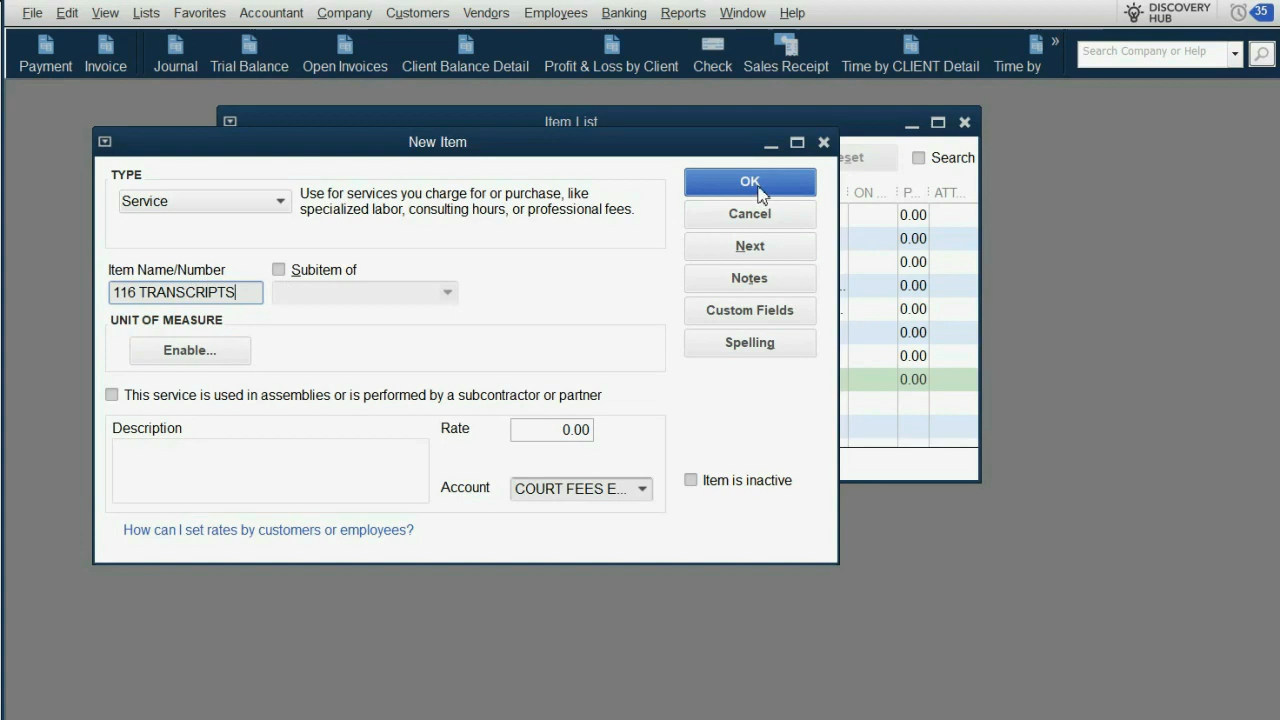 File Edit View Lists Favorites Accountant Company Customers Vendors Employees Banking Reports Window Help DISCOVERY HUB 35
Payment Invoice Journal Trial Balance Open Invoices Client Balance Detail Profit & Loss by Client Check Sales Receipt Time by CLIENT Detail Time by » Search Company or Help
Item List
New Item
eset Search
TYPE
Service
Use for services you charge for or purchase, like
specialized labor, consulting hours, or professional fees.
OK
Cancel
Next
Notes
Custom Fields
Spelling
Item Name/Number Subitem of
116 TRANSCRIPTS
UNIT OF MEASURE
Enable...
This service is used in assemblies or is performed by a subcontractor or partner
Description
Rate 0.00
Account COURT FEES E...
Item is inactive
How can I set rates by customers or employees?
ON ... P... ATT...
0.00
0.00
0.00
... 0.00
. 0.00
0.00
0.00
0.00